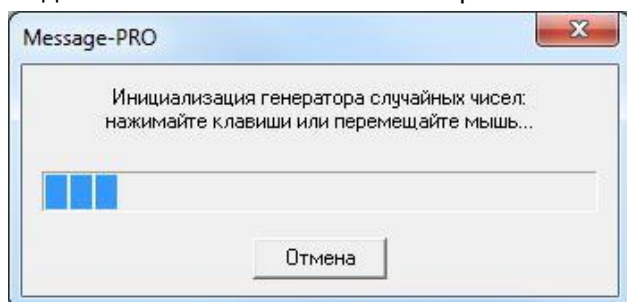 Message-PRO
Инициализация генератора случайных чисел:
нажимайте клавиши или перемещайте мышь...
Отмена